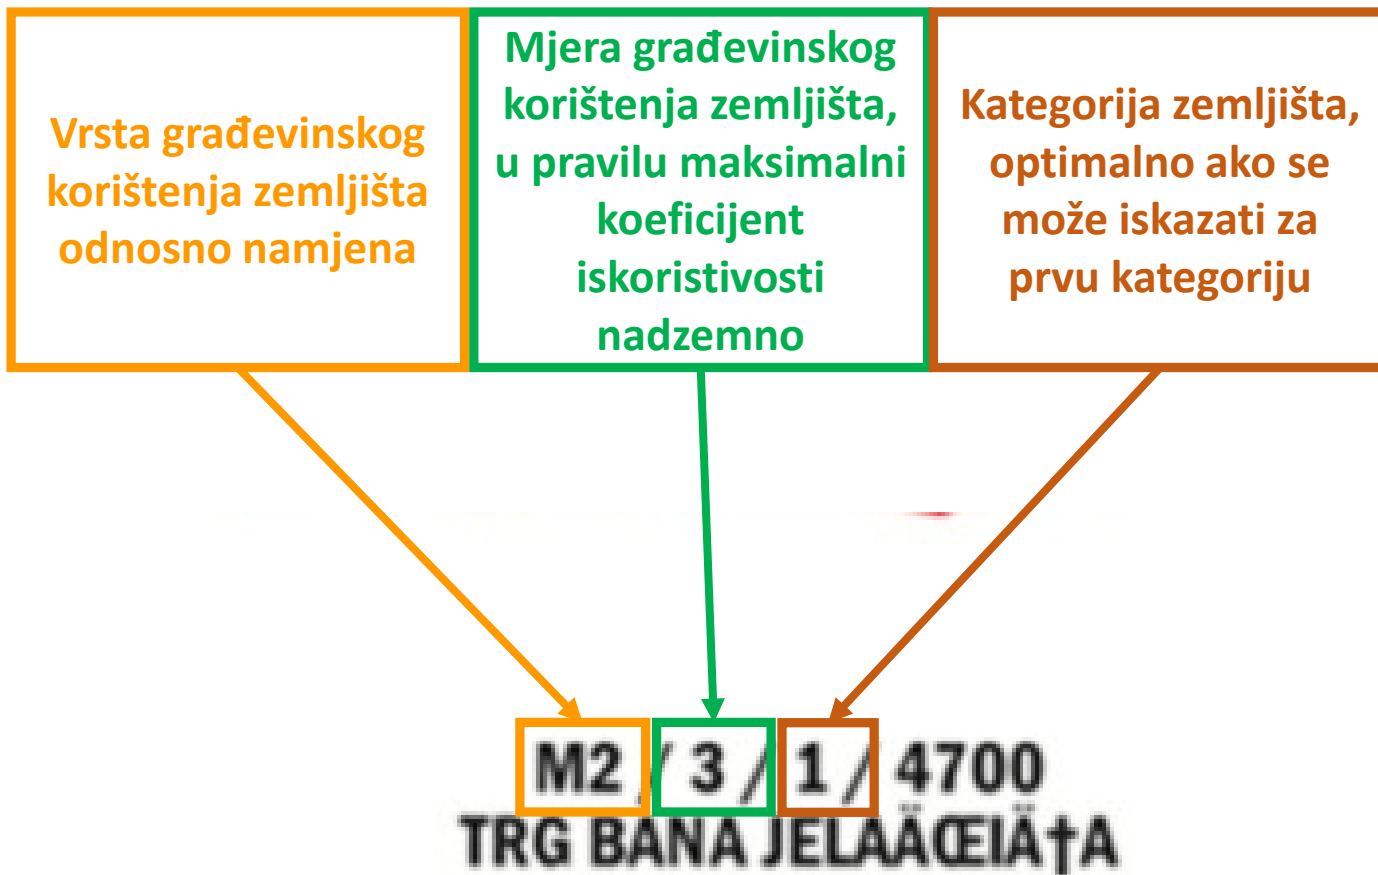 Vrsta građevinskog
korištenja zemljišta
odnosno namjena
Mjera građevinskog
korištenja zemljišta,
u pravilu maksimalni
koeficijent
iskoristivosti
nadzemno
Kategorija zemljišta,
optimalno ako se
može iskazati za
prvu kategoriju
M2 / 3 / 1 / 4700
TRG BANA JELAÄŒIÄ†A